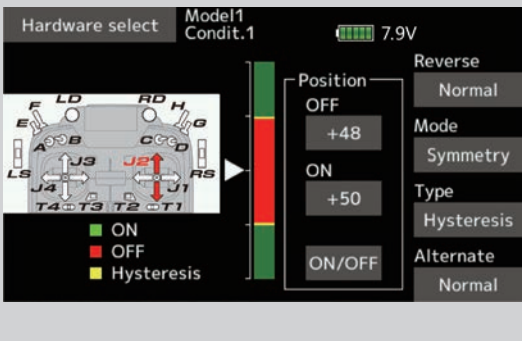 Hardware select
Model1
Condit.1
7.9V
LD
RD
F
H
E
G
A
B
C
D
J3
J2
LS
RS
J4
J1
T4
T3
T2
T1
ON
OFF
Hysteresis
Position
OFF
+48
ON
+50
ON/OFF
Reverse
Normal
Mode
Symmetry
Type
Hysteresis
Alternate
Normal